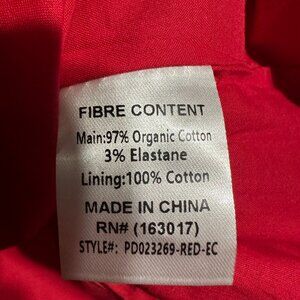 FIBRE CONTENT
Main:97% Organic Cotton
3% Elastane
Lining:100% Cotton
MADE IN CHINA
RN# (163017)
STYLE#: PD023269-RED-EC